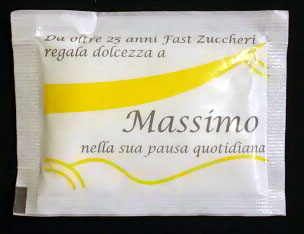 Da oltre 25 anni Fast Zuccheri
regala dolcezza a
Massimo
nella sua pausa quotidiana